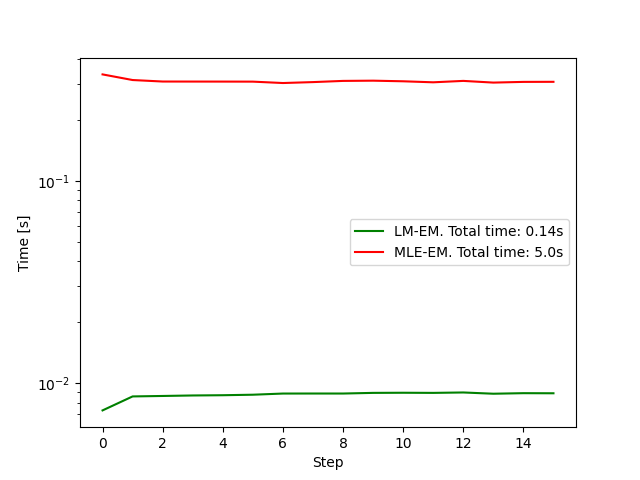 Time [s]
10⁻¹
10⁻²
LM-EM. Total time: 0.14s
MLE-EM. Total time: 5.0s
0 2 4 6 8 10 12 14
Step